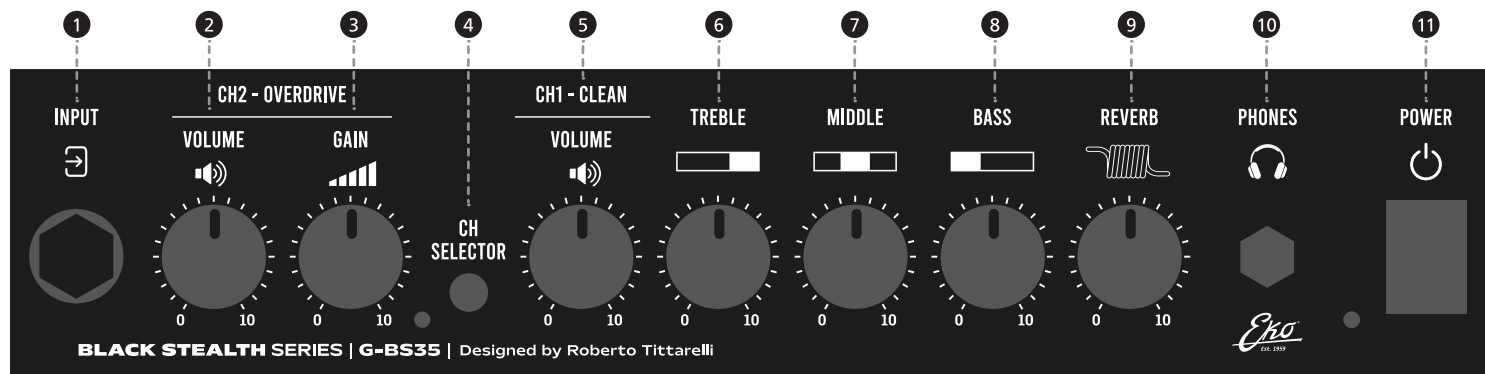 1 2 3 4 5 6 7 8 9 10 11
CH2 - OVERDRIVE CH1 - CLEAN
INPUT TREBLE MIDDLE BASS REVERB PHONES POWER
VOLUME GAIN VOLUME
CH
SELECTOR
0 10 0 10 0 10 0 10 0 10 0 10 0 10
Eko
Est. 1959
BLACK STEALTH SERIES | G-BS35 | Designed by Roberto Tittarelli